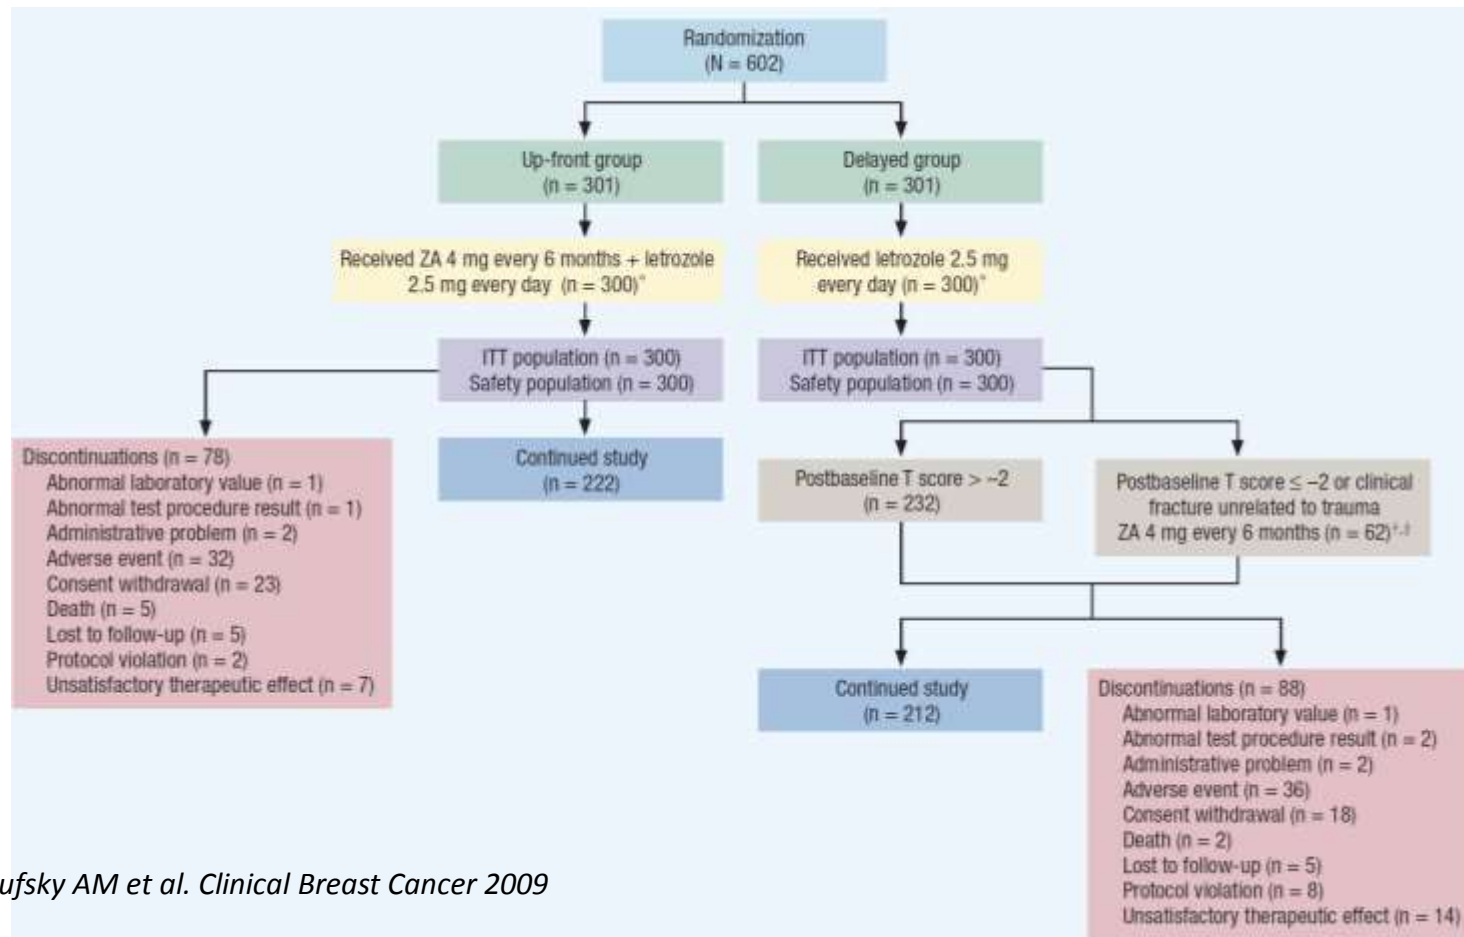 Randomization
(N = 602)
Up-front group
(n = 301)
Delayed group
(n = 301)
Received ZA 4 mg every 6 months + letrozole
2.5 mg every day (n = 300)*
Received letrozole 2.5 mg
every day (n = 300)*
ITT population (n = 300)
Safety population (n = 300)
ITT population (n = 300)
Safety population (n = 300)
Discontinuations (n = 78)
Abnormal laboratory value (n = 1)
Abnormal test procedure result (n = 1)
Administrative problem (n = 2)
Adverse event (n = 32)
Consent withdrawal (n = 23)
Death (n = 5)
Lost to follow-up (n = 5)
Protocol violation (n = 2)
Unsatisfactory therapeutic effect (n = 7)
Continued study
(n = 222)
Postbaseline T score > –2
(n = 232)
Postbaseline T score ≤ –2 or clinical
fracture unrelated to trauma
ZA 4 mg every 6 months (n = 62)
Continued study
(n = 212)
Discontinuations (n = 88)
Abnormal laboratory value (n = 1)
Abnormal test procedure result (n = 2)
Administrative problem (n = 2)
Adverse event (n = 36)
Consent withdrawal (n = 18)
Death (n = 2)
Lost to follow-up (n = 5)
Protocol violation (n = 8)
Unsatisfactory therapeutic effect (n = 14)
ufsky AM et al. Clinical Breast Cancer 2009